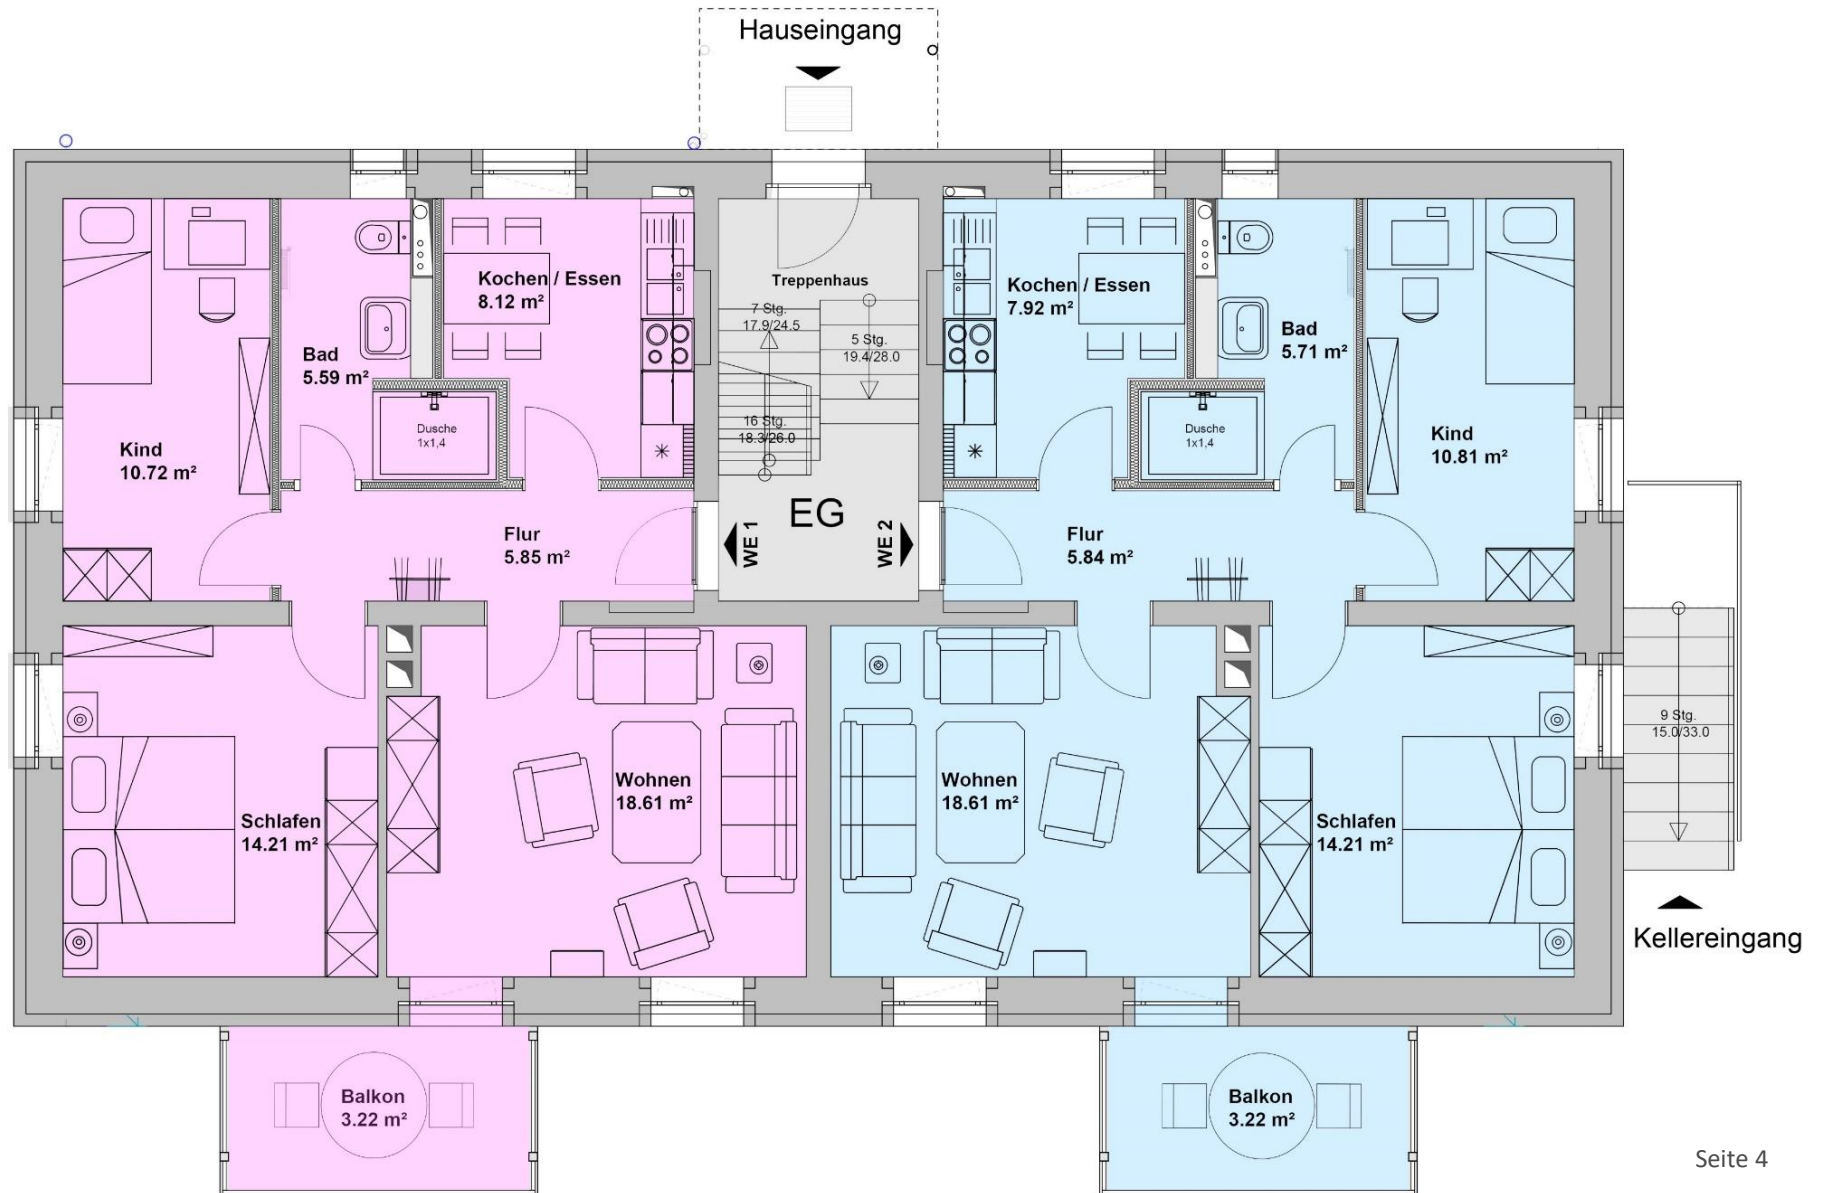 Hauseingang
Treppenhaus
7 Stg.
17.9/24.5
5 Stg.
19.4/28.0
16 Stg.
18.3/26.0
EG
WE 1
WE 2
Kochen / Essen
8.12 m²
Bad
5.59 m²
Dusche
1x1,4
Kind
10.72 m²
Flur
5.85 m²
Schlafen
14.21 m²
Wohnen
18.61 m²
Balkon
3.22 m²
Kochen / Essen
7.92 m²
Bad
5.71 m²
Dusche
1x1,4
Kind
10.81 m²
Flur
5.84 m²
Wohnen
18.61 m²
Schlafen
14.21 m²
Balkon
3.22 m²
9 Stg.
15.0/33.0
Kellereingang
Seite 4